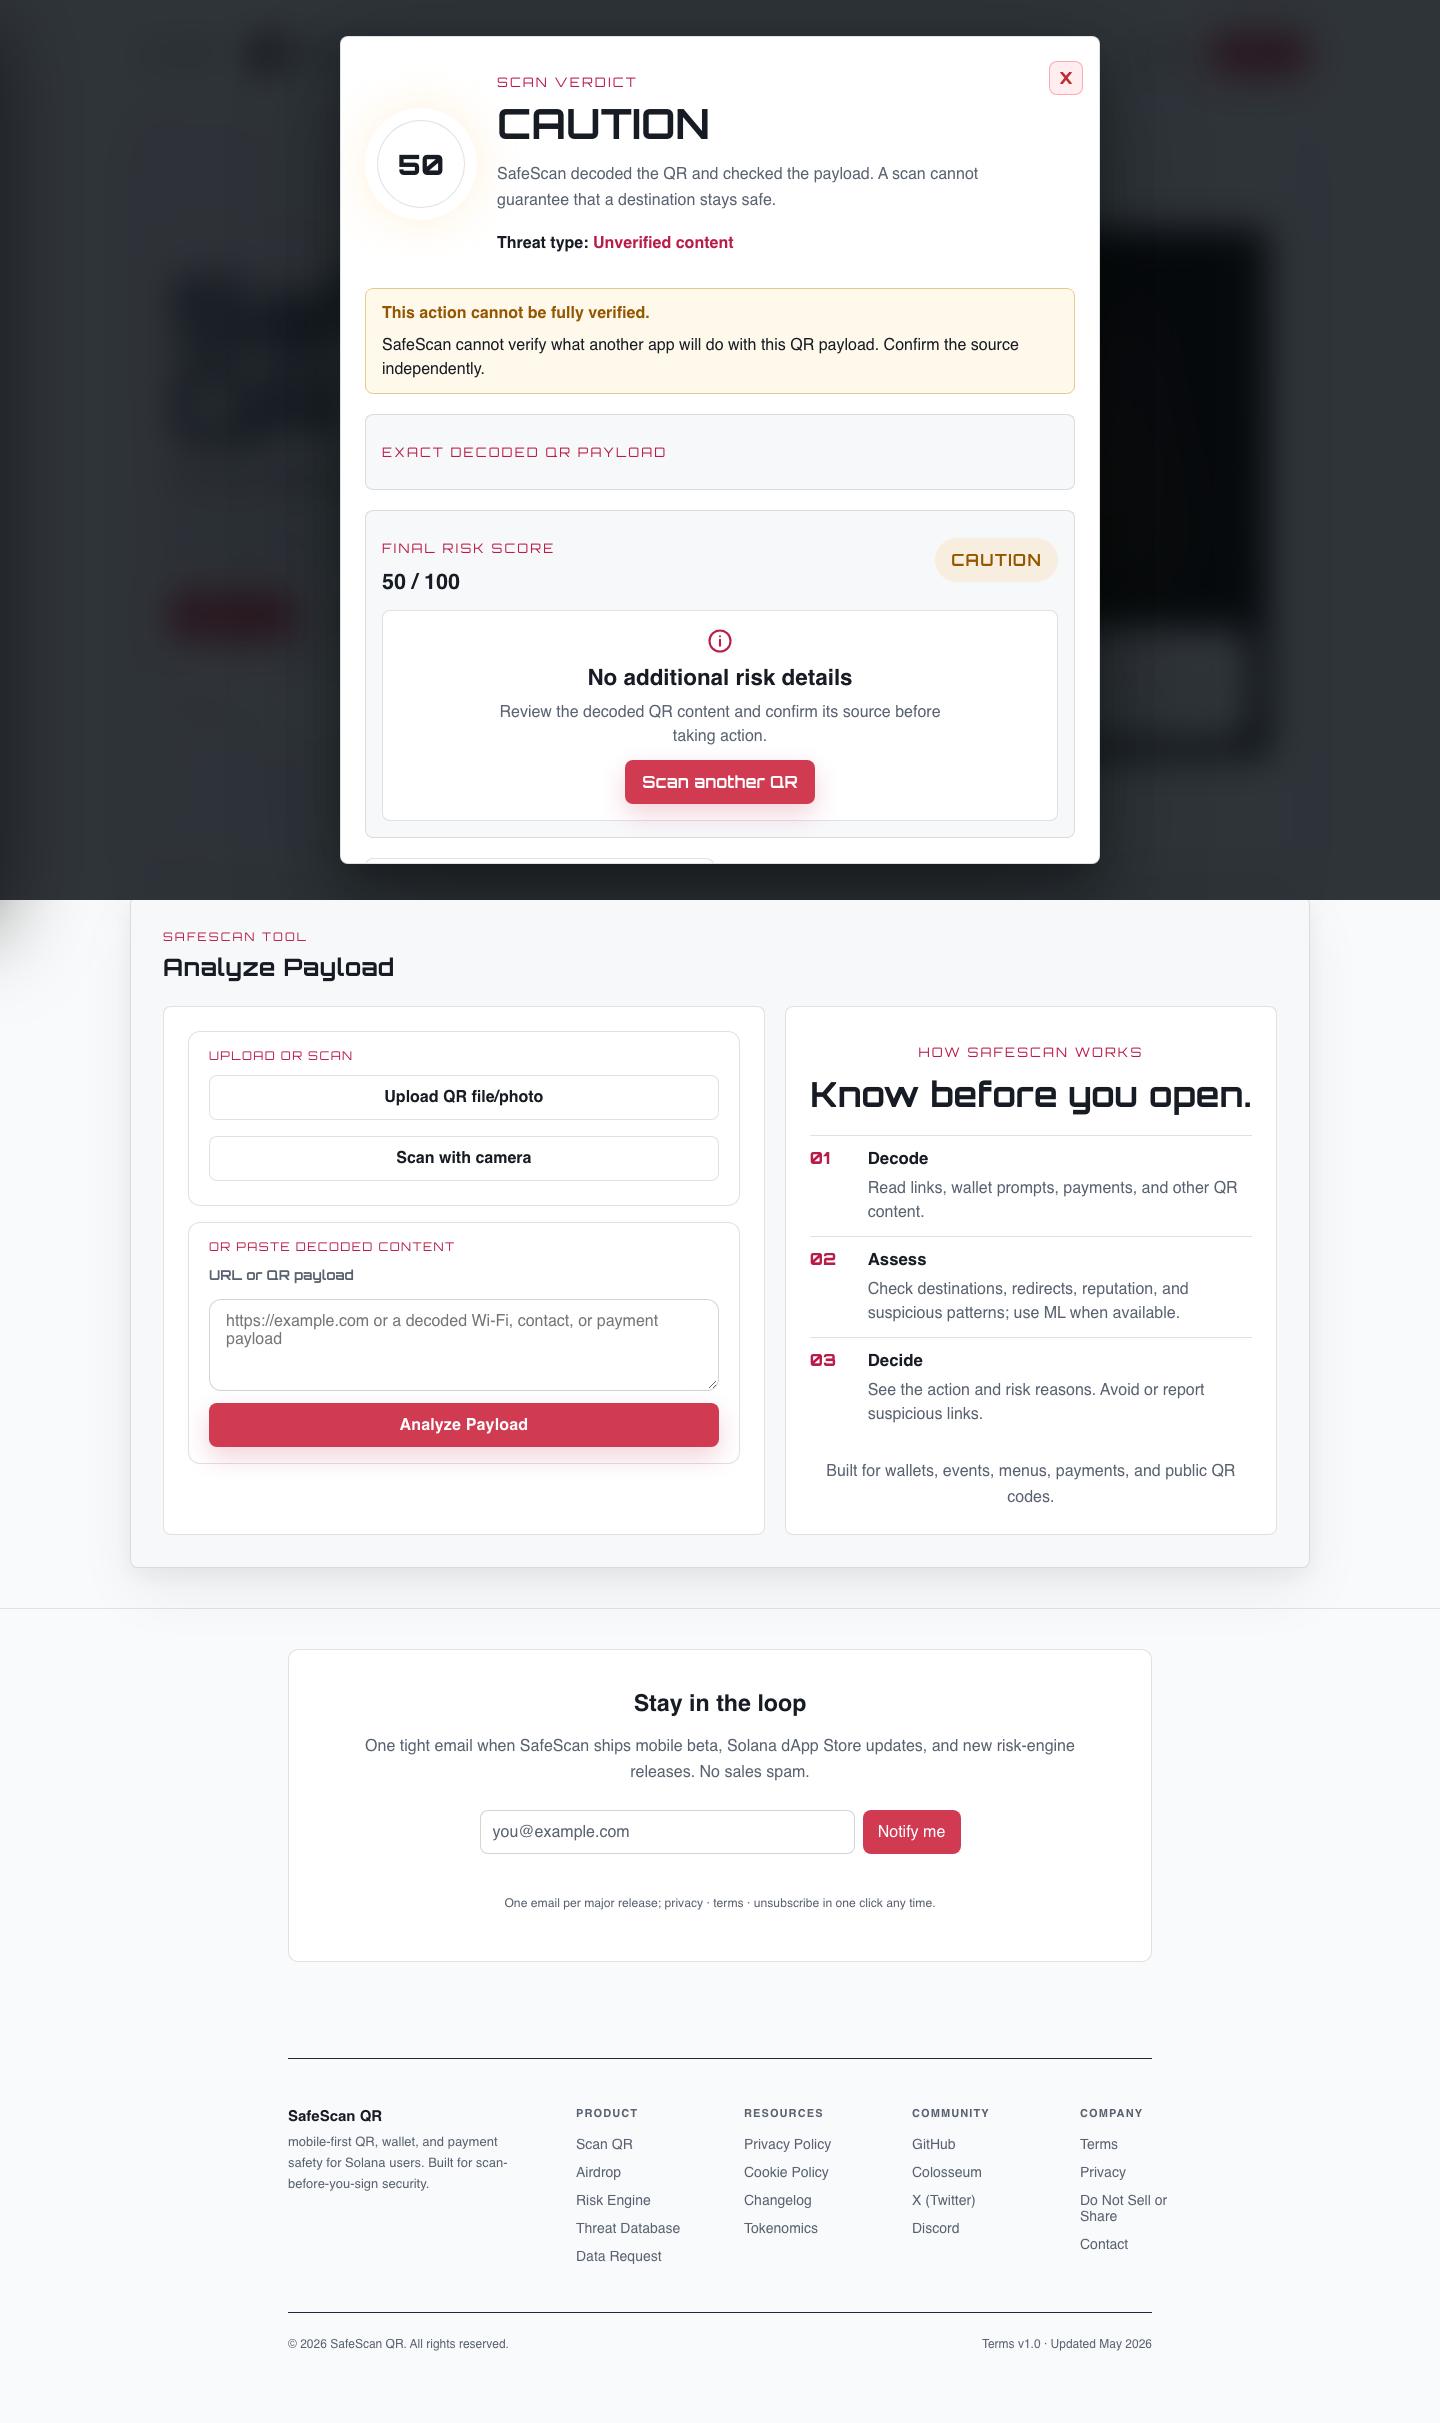 SCAN VERDICT
CAUTION
X
50
SafeScan decoded the QR and checked the payload. A scan cannot
guarantee that a destination stays safe.
Threat type: Unverified content
This action cannot be fully verified.
SafeScan cannot verify what another app will do with this QR payload. Confirm the source
independently.
EXACT DECODED QR PAYLOAD
FINAL RISK SCORE
50 / 100
CAUTION
No additional risk details
Review the decoded QR content and confirm its source before
taking action.
Scan another QR
SAFESCAN TOOL
Analyze Payload
UPLOAD OR SCAN
Upload QR file/photo
Scan with camera
OR PASTE DECODED CONTENT
URL or QR payload
https://example.com or a decoded Wi-Fi, contact, or payment
payload
Analyze Payload
HOW SAFESCAN WORKS
Know before you open.
01 Decode
Read links, wallet prompts, payments, and other QR
content.
02 Assess
Check destinations, redirects, reputation, and
suspicious patterns; use ML when available.
03 Decide
See the action and risk reasons. Avoid or report
suspicious links.
Built for wallets, events, menus, payments, and public QR
codes.
Stay in the loop
One tight email when SafeScan ships mobile beta, Solana dApp Store updates, and new risk-engine
releases. No sales spam.
you@example.com
Notify me
One email per major release; privacy · terms · unsubscribe in one click any time.
SafeScan QR
mobile-first QR, wallet, and payment
safety for Solana users. Built for scan-
before-you-sign security.
PRODUCT
Scan QR
Airdrop
Risk Engine
Threat Database
Data Request
RESOURCES
Privacy Policy
Cookie Policy
Changelog
Tokenomics
COMMUNITY
GitHub
Colosseum
X (Twitter)
Discord
COMPANY
Terms
Privacy
Do Not Sell or
Share
Contact
© 2026 SafeScan QR. All rights reserved.
Terms v1.0 · Updated May 2026